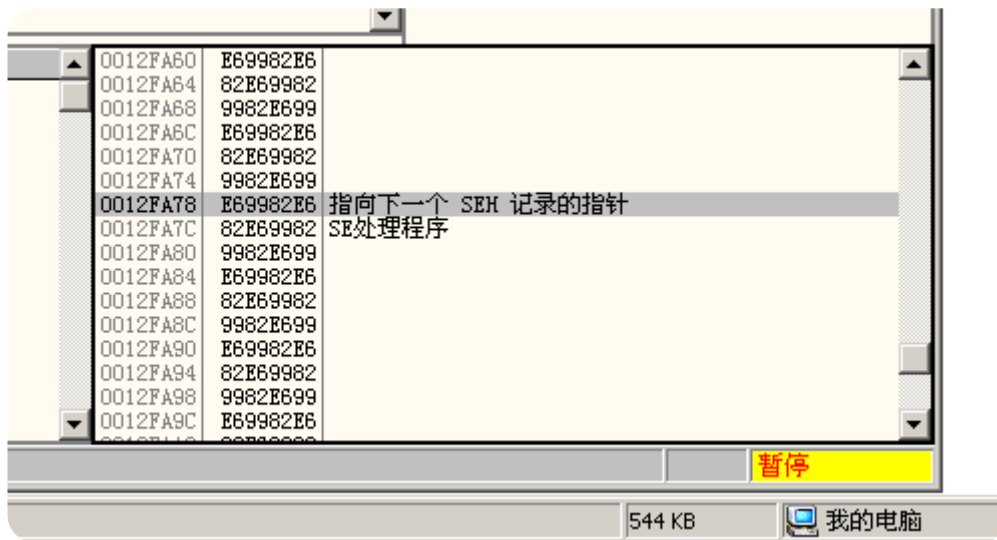 0012FA60 E69982E6
0012FA64 82E69982
0012FA68 9982E699
0012FA6C E69982E6
0012FA70 82E69982
0012FA74 9982E699
0012FA78 E69982E6 指向下一个 SEH 记录的指针
0012FA7C 82E69982 SE处理程序
0012FA80 9982E699
0012FA84 E69982E6
0012FA88 82E69982
0012FA8C 9982E699
0012FA90 E69982E6
0012FA94 82E69982
0012FA98 9982E699
0012FA9C E69982E6
暂停
544 KB 我的电脑